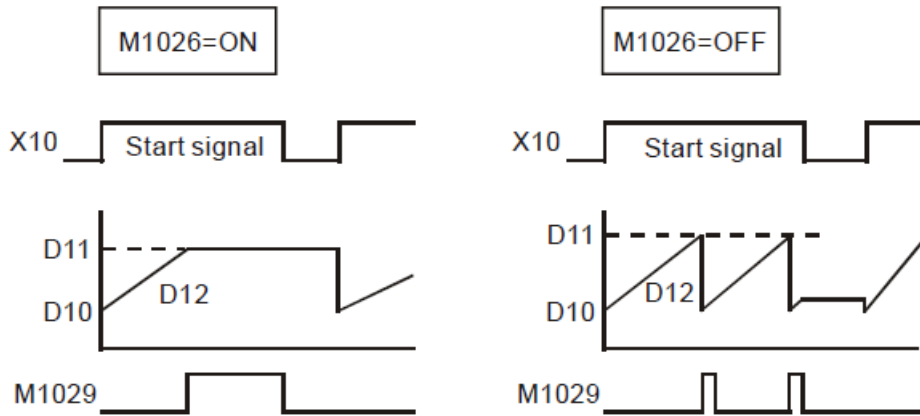 M1026=ON
X10
Start signal
D11
D12
D10
M1029
M1026=OFF
X10
Start signal
D11
D12
D10
M1029